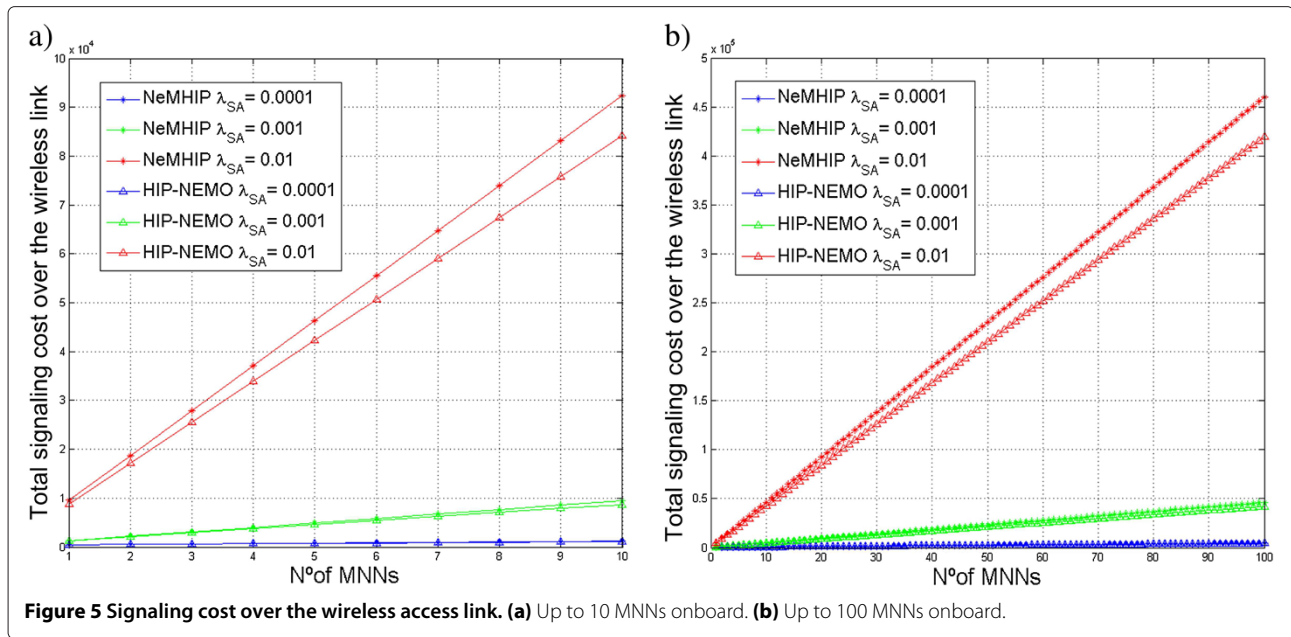 a)
x 10⁴
10
9
8
7
6
5
4
3
2
1
0
Total signaling cost over the wireless link
NeMHIP λSA = 0.0001
NeMHIP λSA = 0.001
NeMHIP λSA = 0.01
HIP-NEMO λSA = 0.0001
HIP-NEMO λSA = 0.001
HIP-NEMO λSA = 0.01
1 2 3 4 5 6 7 8 9 10
Nºof MNNs
b)
x 10⁵
5
4.5
4
3.5
3
2.5
2
1.5
1
0.5
0
Total signaling cost over the wireless link
NeMHIP λSA = 0.0001
NeMHIP λSA = 0.001
NeMHIP λSA = 0.01
HIP-NEMO λSA = 0.0001
HIP-NEMO λSA = 0.001
HIP-NEMO λSA = 0.01
0 10 20 30 40 50 60 70 80 90 100
Nºof MNNs
Figure 5 Signaling cost over the wireless access link. (a) Up to 10 MNNs onboard. (b) Up to 100 MNNs onboard.